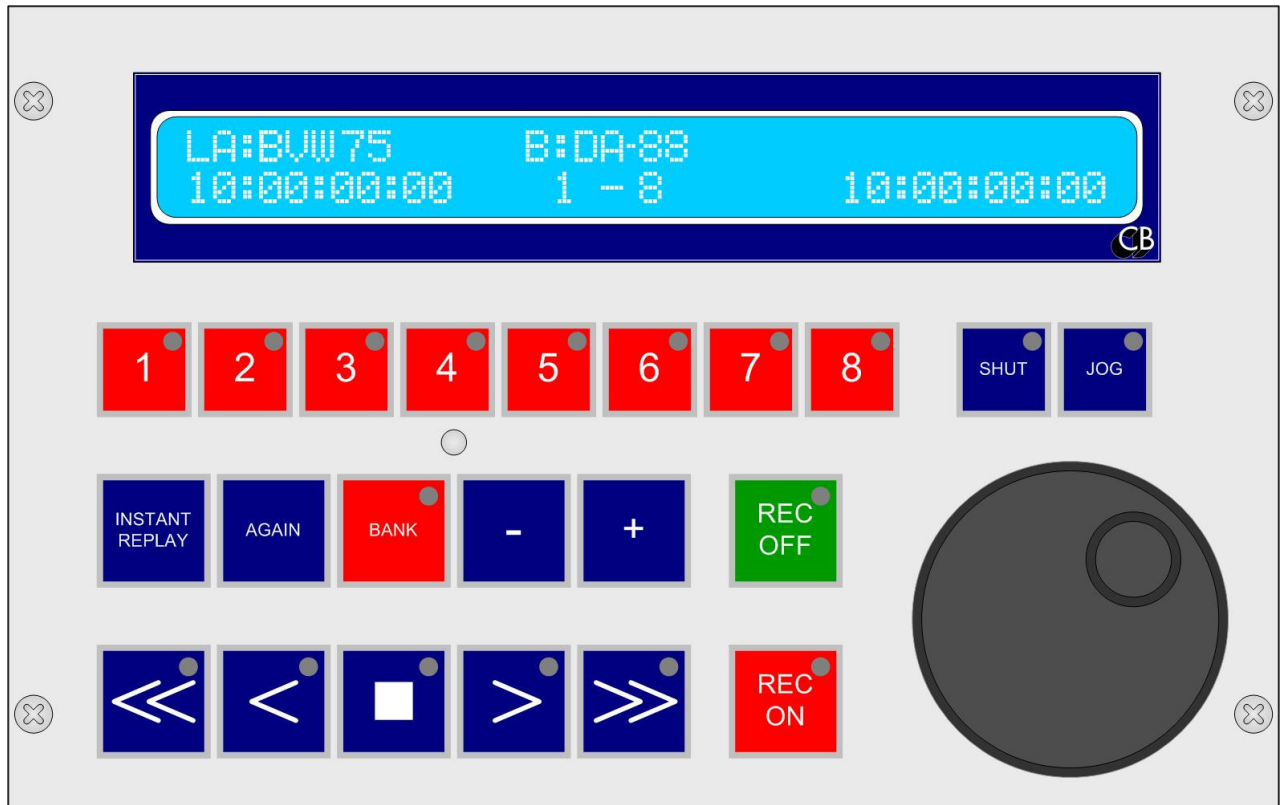 LA:BVW75 B:DA-88
10:00:00:00 1 - 8 10:00:00:00
CB
1 2 3 4 5 6 7 8 SHUT JOG
INSTANT
REPLAY
AGAIN
BANK
-
+
REC
OFF
<< < ■ > >>
REC
ON